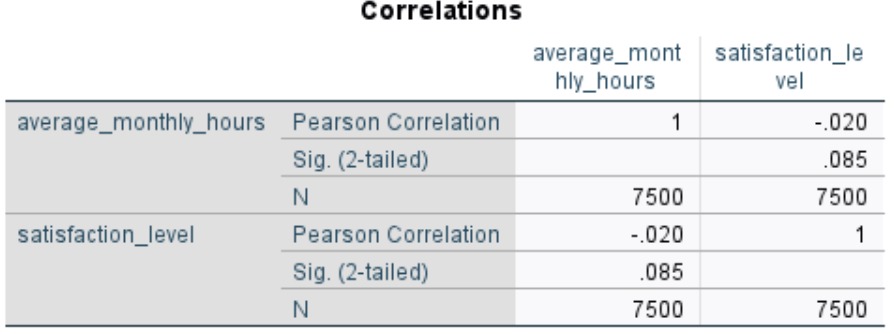 Correlations
average_mont satisfaction_le
hly_hours vel
average_monthly_hours Pearson Correlation 1 -.020
Sig. (2-tailed) .085
N 7500 7500
satisfaction_level Pearson Correlation -.020 1
Sig. (2-tailed) .085
N 7500 7500